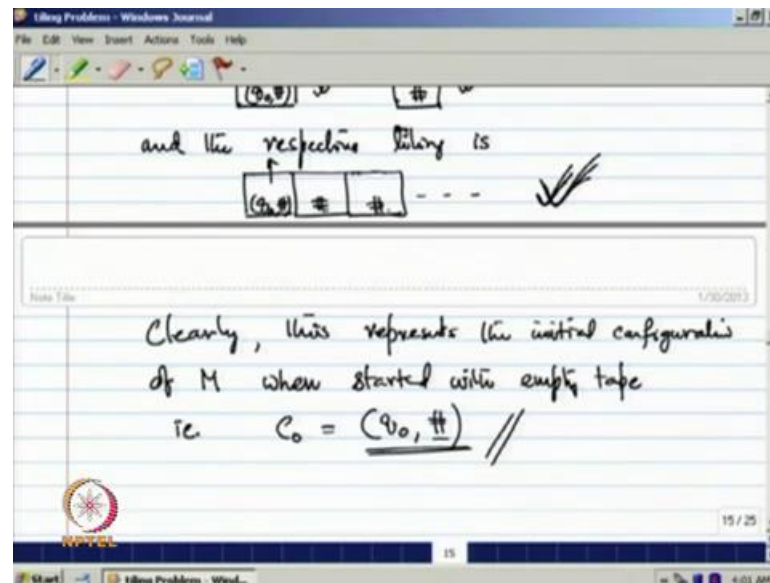 tiling Problem - Windows Journal
File Edit View Insert Actions Tools Help
(q₀,#) #
and the respective tiling is
(q₀,#) # # - - -
Note Title 1/30/2013
Clearly, this represents the initial configuration
of M when started with empty tape
ie. C₀ = (q₀, #) //
NPTEL
15 / 25
15
Start tiling Problem - Wind...